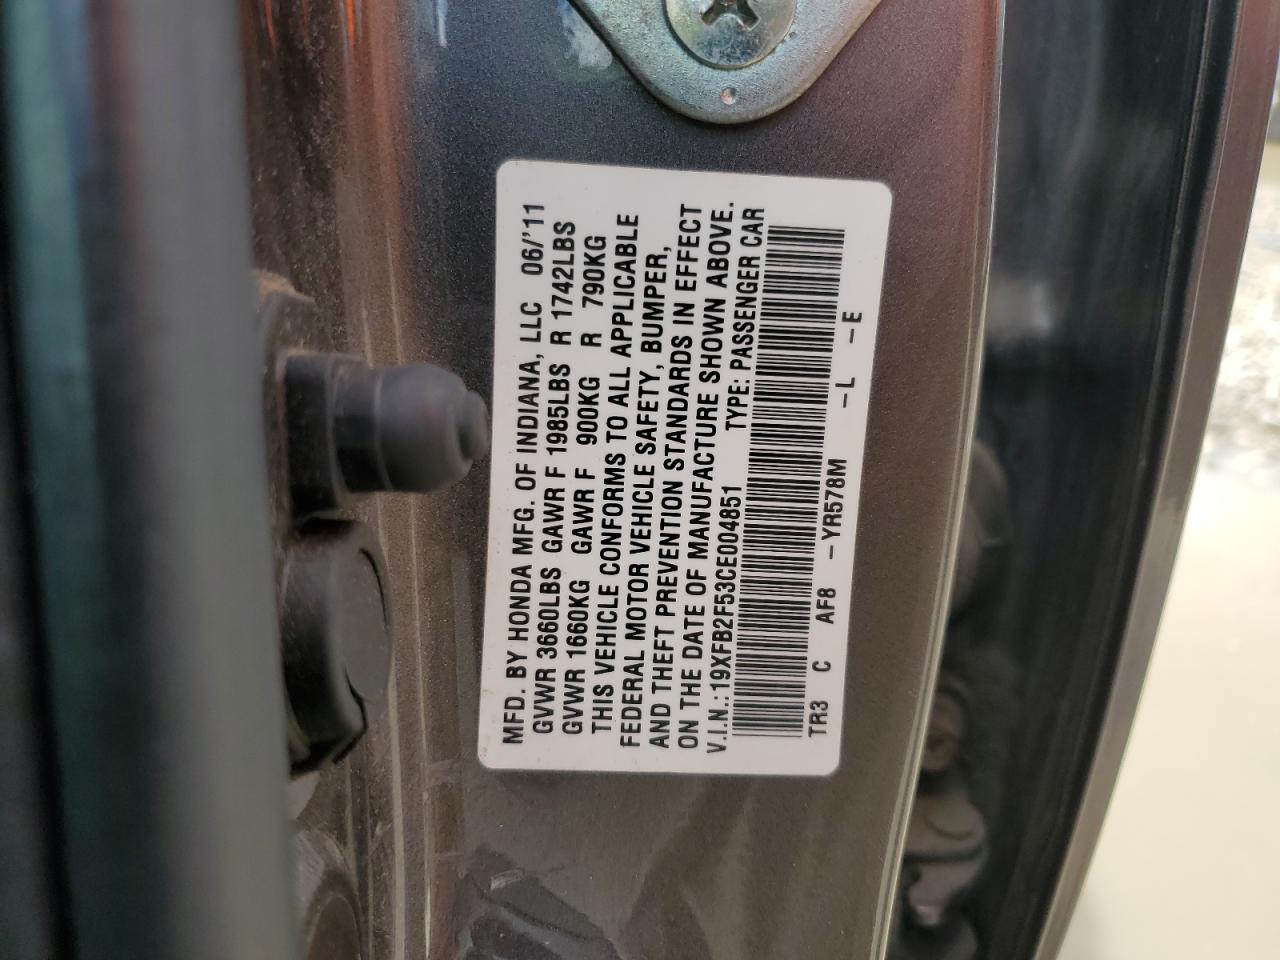 MFD. BY HONDA MFG. OF INDIANA, LLC 06/'11
GVWR 3660LBS GAWR F 1985LBS R 1742LBS
GVWR 1660KG GAWR F 900KG R 790KG
THIS VEHICLE CONFORMS TO ALL APPLICABLE
FEDERAL MOTOR VEHICLE SAFETY, BUMPER,
AND THEFT PREVENTION STANDARDS IN EFFECT
ON THE DATE OF MANUFACTURE SHOWN ABOVE.
V.I.N.:19XFB2F53CE004851 TYPE: PASSENGER CAR
TR3 C AF8 -YR578M -L -E